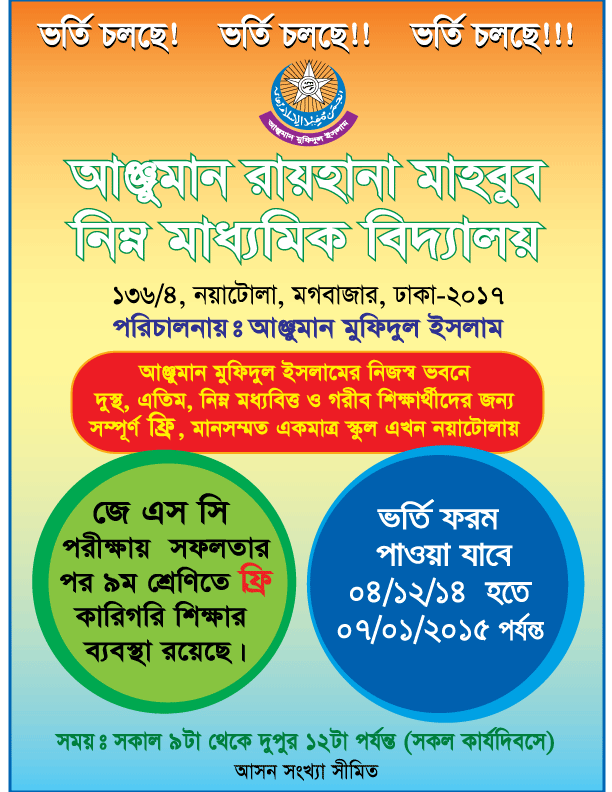 ভর্তি চলছে! ভর্তি চলছে!! ভর্তি চলছে!!!
আঞ্জুমান মুফিদুল ইসলাম
আঞ্জুমান রায়হানা মাহবুব
নিম্ন মাধ্যমিক বিদ্যালয়
১৩৬/৪, নয়াটোলা, মগবাজার, ঢাকা-২০১৭
পরিচালনায় ঃ আঞ্জুমান মুফিদুল ইসলাম
আঞ্জুমান মুফিদুল ইসলামের নিজস্ব ভবনে
দুস্থ, এতিম, নিম্ন মধ্যবিত্ত ও গরীব শিক্ষার্থীদের জন্য
সম্পূর্ণ ফ্রি, মানসম্মত একমাত্র স্কুল এখন নয়াটোলায়
জে এস সি
পরীক্ষায় সফলতার
পর ৯ম শ্রেণিতে ফ্রি
কারিগরি শিক্ষার
ব্যবস্থা রয়েছে।
ভর্তি ফরম
পাওয়া যাবে
০৪/১২/১৪ হতে
০৭/০১/২০১৫ পর্যন্ত
সময় ঃ সকাল ৯টা থেকে দুপুর ১২টা পর্যন্ত (সকল কার্যদিবসে)
আসন সংখ্যা সীমিত